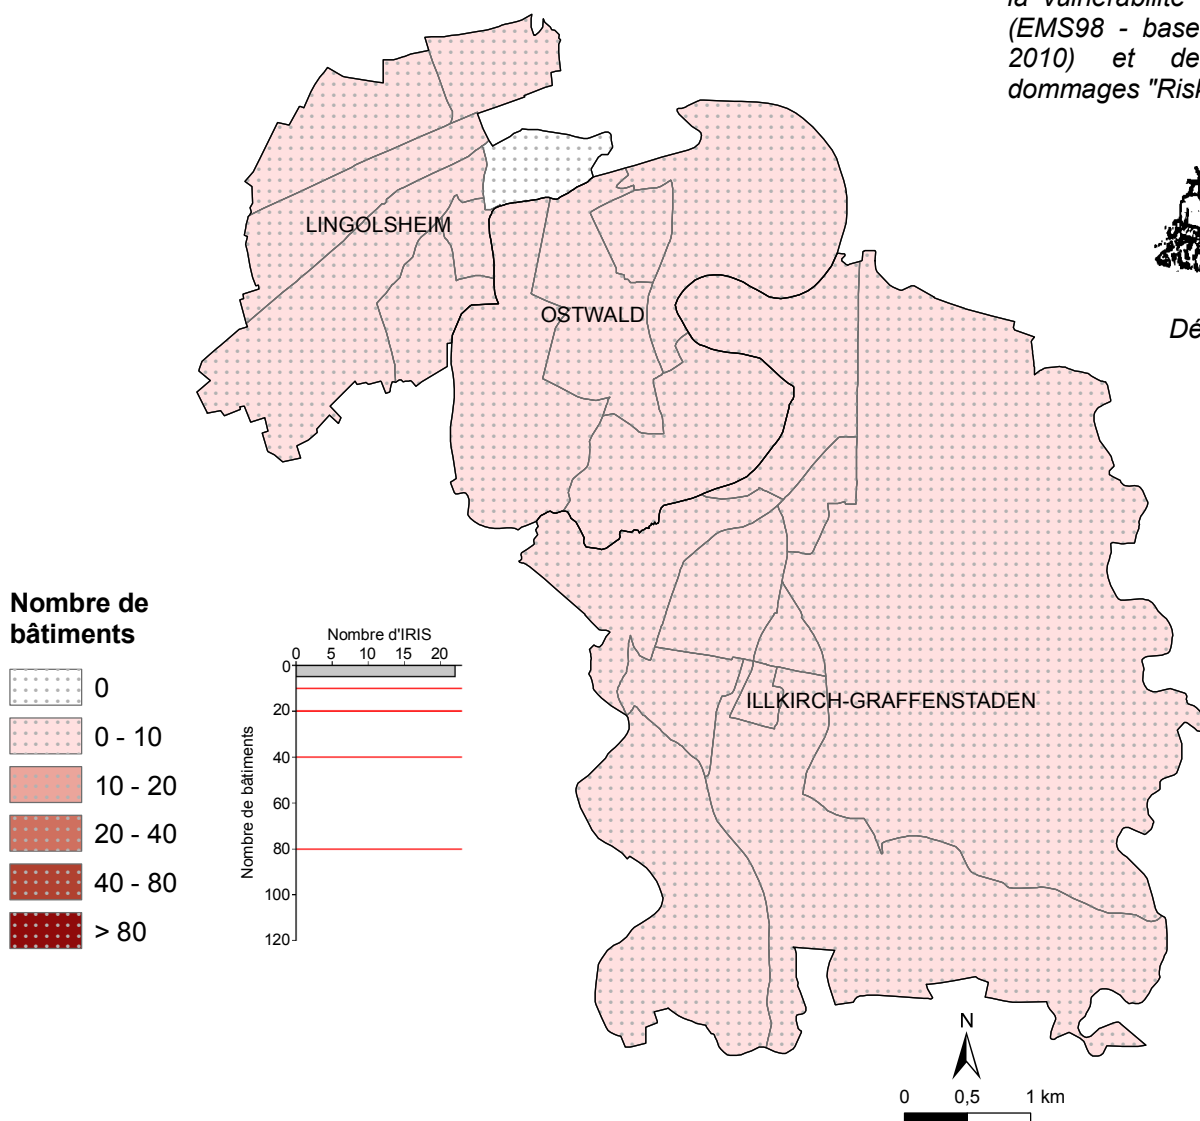 la vulnérabilité
(EMS98 - base
2010) et de
dommages "Risk
LINGOLSHEIM
OSTWALD
Nombre de
bâtiments
0
0 - 10
10 - 20
20 - 40
40 - 80
> 80
Nombre d'IRIS
0 5 10 15 20
0
20
40
60
80
100
120
Nombre de bâtiments
ILLKIRCH-GRAFFENSTADEN
N
0 0,5 1 km